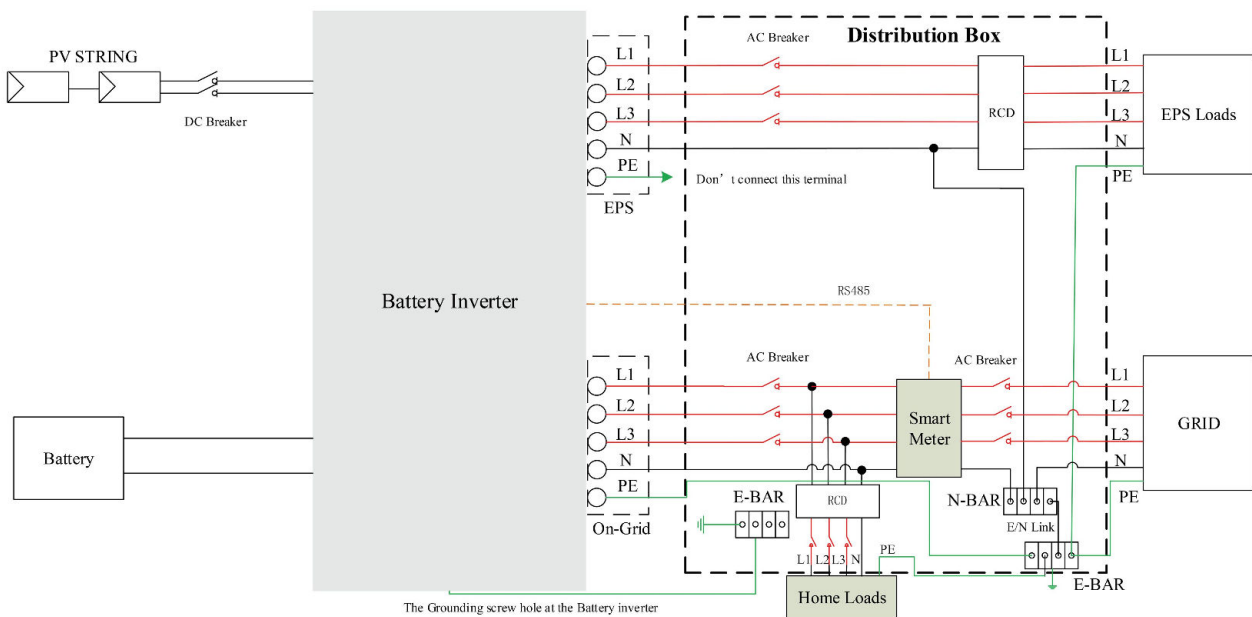 PV STRING
DC Breaker
Battery Inverter
Battery
L1
L2
L3
N
PE
EPS
Don’t connect this terminal
AC Breaker
Distribution Box
RCD
L1
L2
L3
N
PE
EPS Loads
RS485
L1
L2
L3
N
PE
On-Grid
AC Breaker
AC Breaker
Smart
Meter
L1
L2
L3
N
PE
GRID
E-BAR
RCD
N-BAR
E/N Link
L1 L2 L3 N
PE
E-BAR
Home Loads
The Grounding screw hole at the Battery inverter